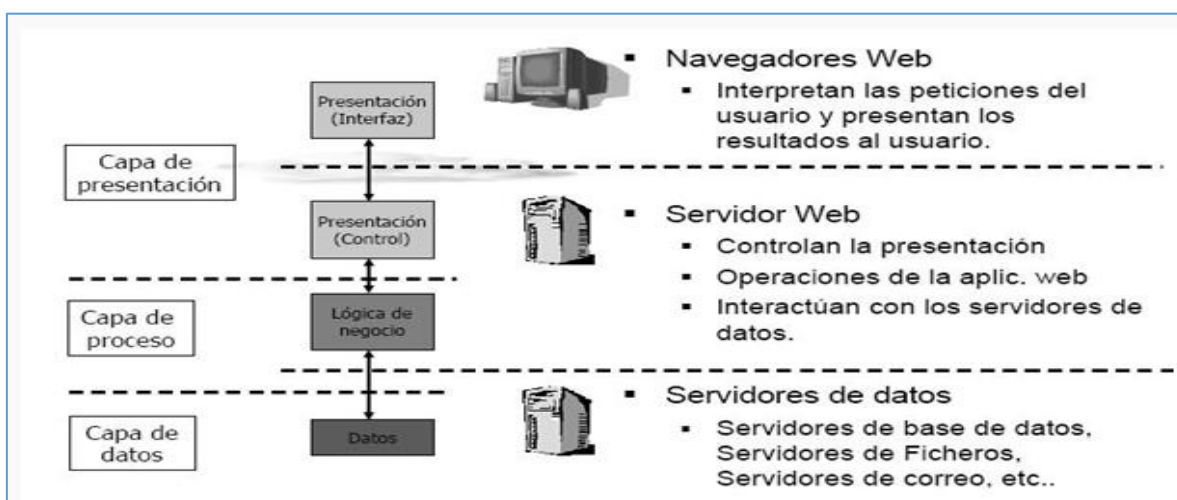 Presentación
(Interfaz)
▪ Navegadores Web
▪ Interpretan las peticiones del
usuario y presentan los
resultados al usuario.
Capa de
presentación
Presentación
(Control)
▪ Servidor Web
▪ Controlan la presentación
▪ Operaciones de la aplic. web
▪ Interactúan con los servidores de
datos.
Capa de
proceso
Lógica de
negocio
▪ Servidores de datos
▪ Servidores de base de datos,
Servidores de Ficheros,
Servidores de correo, etc..
Capa de
datos
Datos